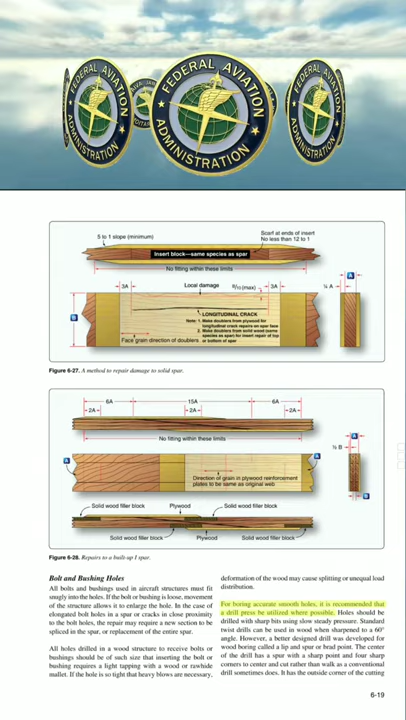 FEDERAL AVIATION
ADMINISTRATION
FEDERAL AVIATION
ADMINISTRATION
FEDERAL AVIATION
ADMINISTRATION
5 to 1 slope (minimum)
Scarf at ends of insert
No less than 12 to 1
Insert block—same species as spar
No fitting within these limits
A
3A
Local damage
(max)
3A
¼ A
B
LONGITUDINAL CRACK
Note: 1. Make doublers from plywood for
longitudinal crack repairs on spar face
2. Make doublers from solid wood (same
species as spar) for insert repair of top
or bottom of spar
Face grain direction of doublers
Figure 6-27. A method to repair damage to solid spar.
6A
15A
6A
2A
2A
2A
No fitting within these limits
A
½ B
A
A
Direction of grain in plywood reinforcement
plates to be same as original web
B
Solid wood filler block
Plywood
Solid wood filler block
Solid wood filler block
Plywood
Solid wood filler block
Figure 6-28. Repairs to a built-up I spar.
Bolt and Bushing Holes
All bolts and bushings used in aircraft structures must fit
snugly into the holes. If the bolt or bushing is loose, movement
of the structure allows it to enlarge the hole. In the case of
elongated bolt holes in a spar or cracks in close proximity
to the bolt holes, the repair may require a new section to be
spliced in the spar, or replacement of the entire spar.
All holes drilled in a wood structure to receive bolts or
bushings should be of such size that inserting the bolt or
bushing requires a light tapping with a wood or rawhide
mallet. If the hole is so tight that heavy blows are necessary,
deformation of the wood may cause splitting or unequal load
distribution.
For boring accurate smooth holes, it is recommended that
a drill press be utilized where possible. Holes should be
drilled with sharp bits using slow steady pressure. Standard
twist drills can be used in wood when sharpened to a 60°
angle. However, a better designed drill was developed for
wood boring called a lip and spur or brad point. The center
of the drill has a spur with a sharp point and four sharp
corners to center and cut rather than walk as a conventional
drill sometimes does. It has the outside corner of the cutting
6-19